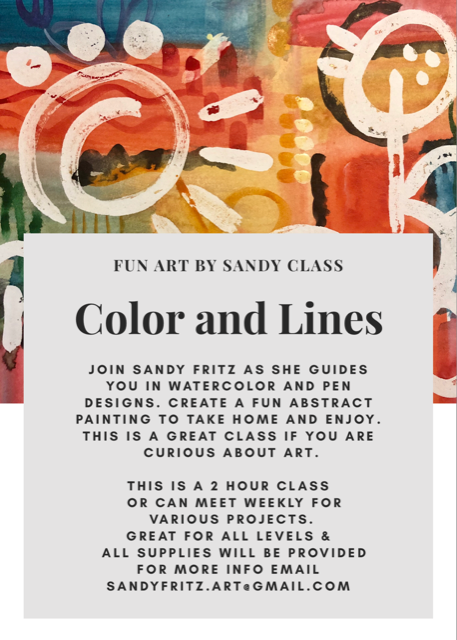 FUN ART BY SANDY CLASS
Color and Lines
JOIN SANDY FRITZ AS SHE GUIDES
YOU IN WATERCOLOR AND PEN
DESIGNS. CREATE A FUN ABSTRACT
PAINTING TO TAKE HOME AND ENJOY.
THIS IS A GREAT CLASS IF YOU ARE
CURIOUS ABOUT ART.
THIS IS A 2 HOUR CLASS
OR CAN MEET WEEKLY FOR
VARIOUS PROJECTS.
GREAT FOR ALL LEVELS &
ALL SUPPLIES WILL BE PROVIDED
FOR MORE INFO EMAIL
SANDYFRITZ.ART@GMAIL.COM